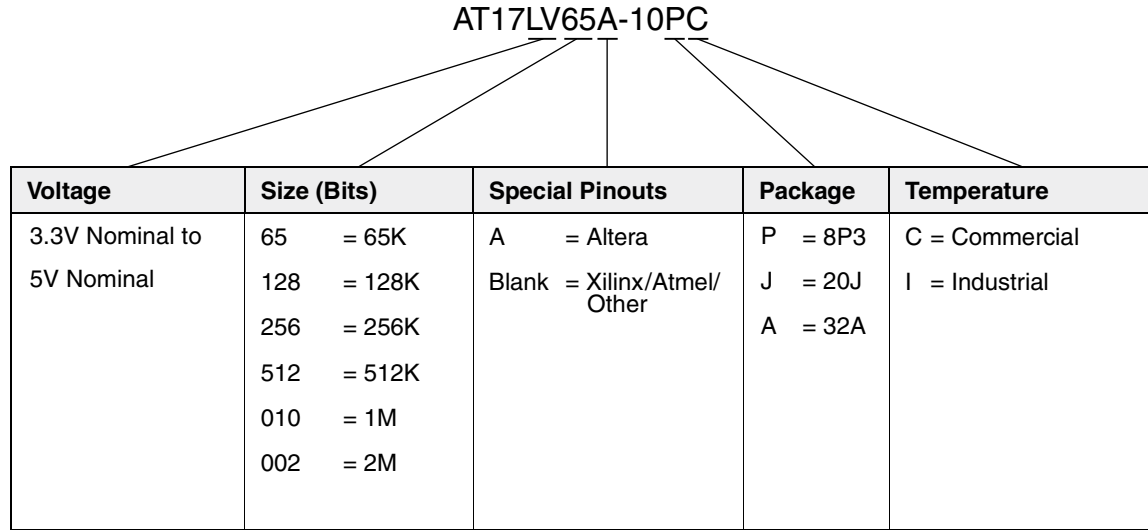 AT17LV65A-10PC
Voltage Size (Bits) Special Pinouts Package Temperature
3.3V Nominal to 65 = 65K A = Altera P = 8P3 C = Commercial
5V Nominal 128 = 128K Blank = Xilinx/Atmel/ J = 20J I = Industrial
Other
256 = 256K A = 32A
512 = 512K
010 = 1M
002 = 2M